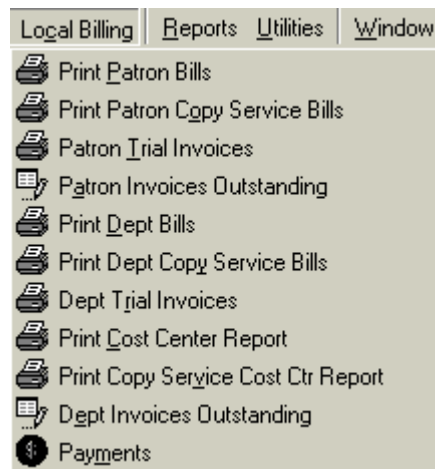 Local Billing Reports Utilities Window
Print Patron Bills
Print Patron Copy Service Bills
Patron Trial Invoices
Patron Invoices Outstanding
Print Dept Bills
Print Dept Copy Service Bills
Dept Trial Invoices
Print Cost Center Report
Print Copy Service Cost Ctr Report
Dept Invoices Outstanding
Payments